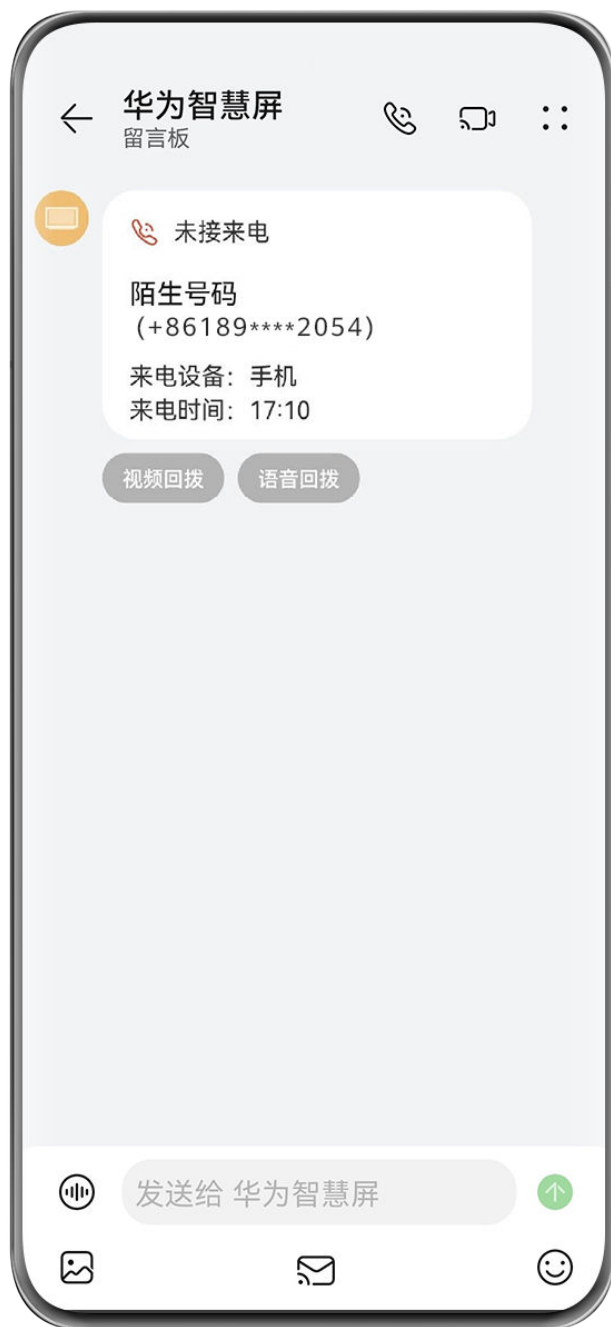 华为智慧屏
留言板
未接来电
陌生号码
(+86189****2054)
来电设备：手机
来电时间：17:10
视频回拨 语音回拨
发送给 华为智慧屏